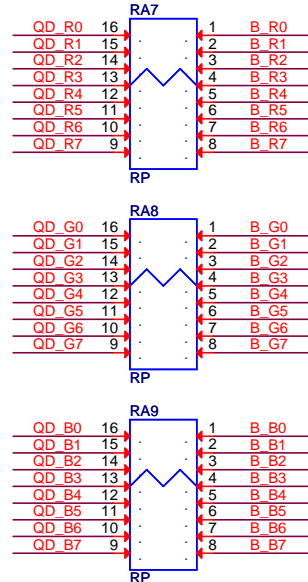 RA7
QD_R0 16 1 B_R0
QD_R1 15 2 B_R1
QD_R2 14 3 B_R2
QD_R3 13 4 B_R3
QD_R4 12 5 B_R4
QD_R5 11 6 B_R5
QD_R6 10 7 B_R6
QD_R7 9 8 B_R7
RP
RA8
QD_G0 16 1 B_G0
QD_G1 15 2 B_G1
QD_G2 14 3 B_G2
QD_G3 13 4 B_G3
QD_G4 12 5 B_G4
QD_G5 11 6 B_G5
QD_G6 10 7 B_G6
QD_G7 9 8 B_G7
RP
RA9
QD_B0 16 1 B_B0
QD_B1 15 2 B_B1
QD_B2 14 3 B_B2
QD_B3 13 4 B_B3
QD_B4 12 5 B_B4
QD_B5 11 6 B_B5
QD_B6 10 7 B_B6
QD_B7 9 8 B_B7
RP